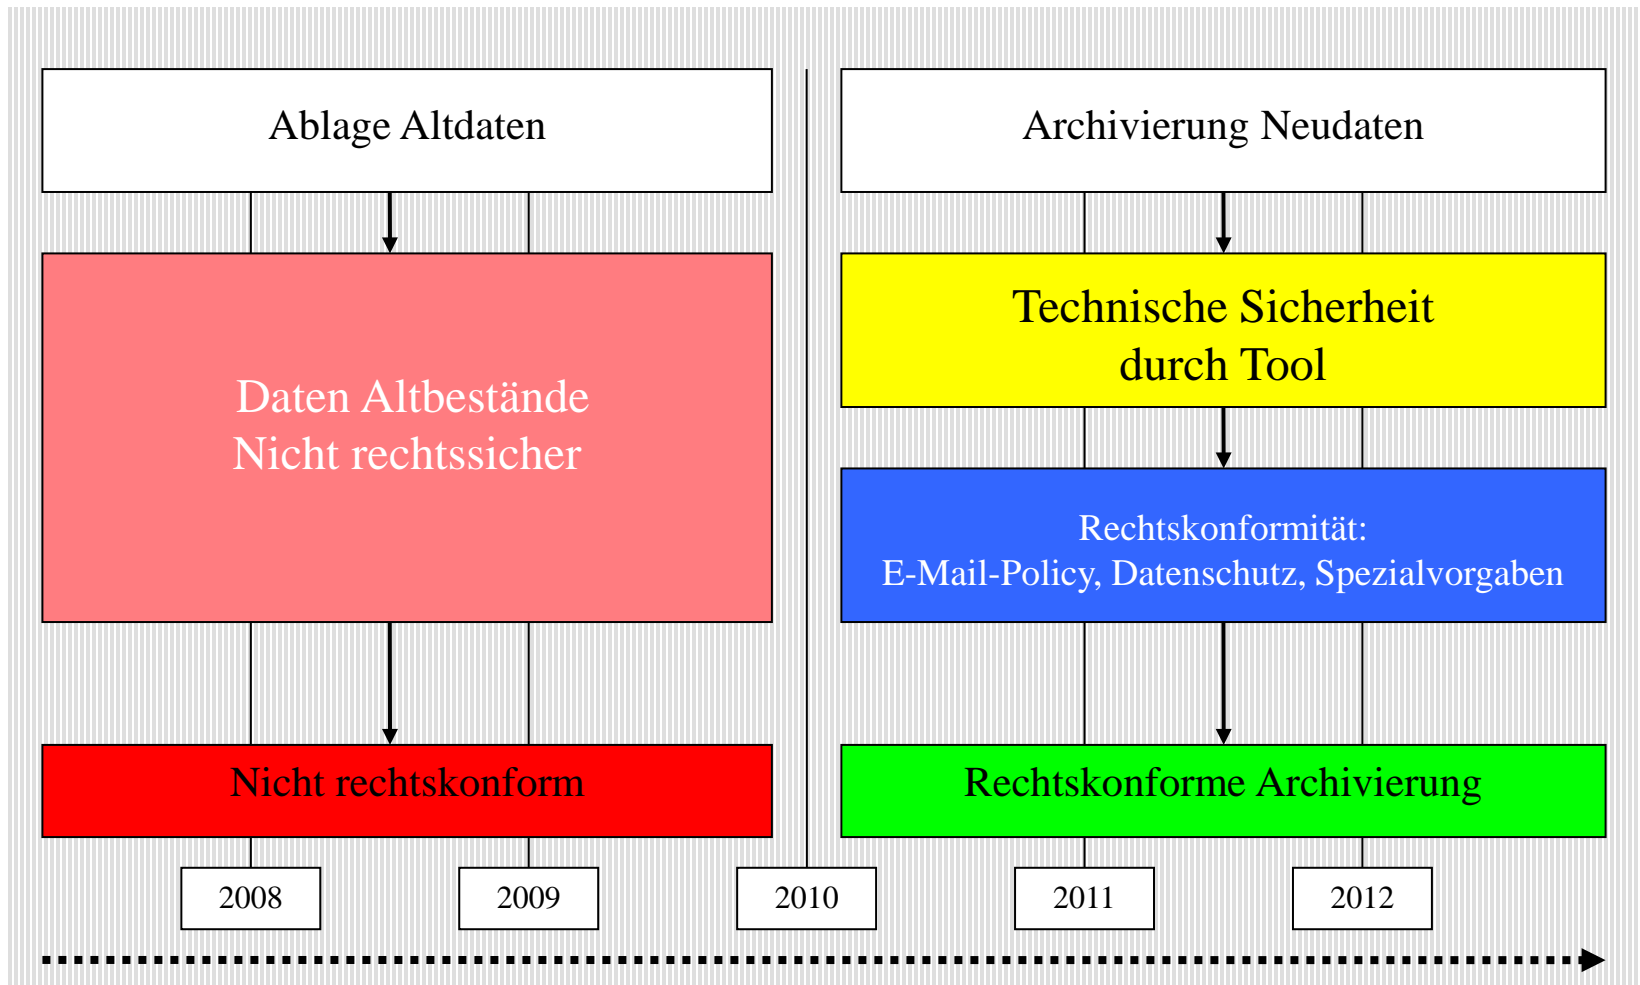 Ablage Altdaten
Daten Altbestände
Nicht rechtssicher
Nicht rechtskonform
Archivierung Neudaten
Technische Sicherheit
durch Tool
Rechtskonformität:
E-Mail-Policy, Datenschutz, Spezialvorgaben
Rechtskonforme Archivierung
2008
2009
2010
2011
2012